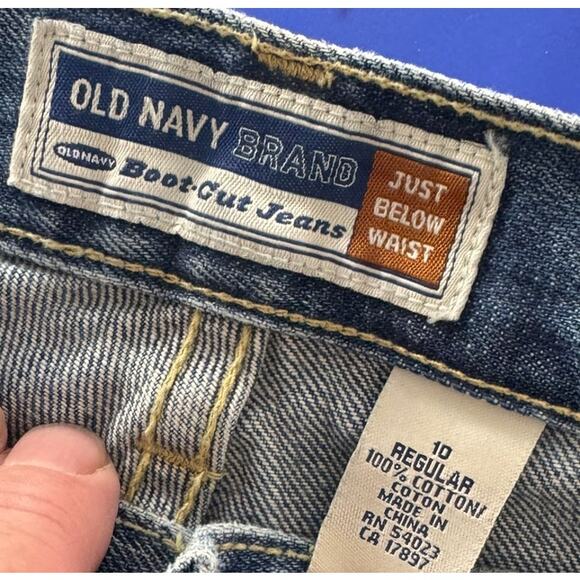 OLD NAVY BRAND
OLD NAVY Boot-Cut Jeans
JUST
BELOW
WAIST
10
REGULAR
100% COTTON/
COTON
MADE IN
CHINA
RN 54023
CA 17897